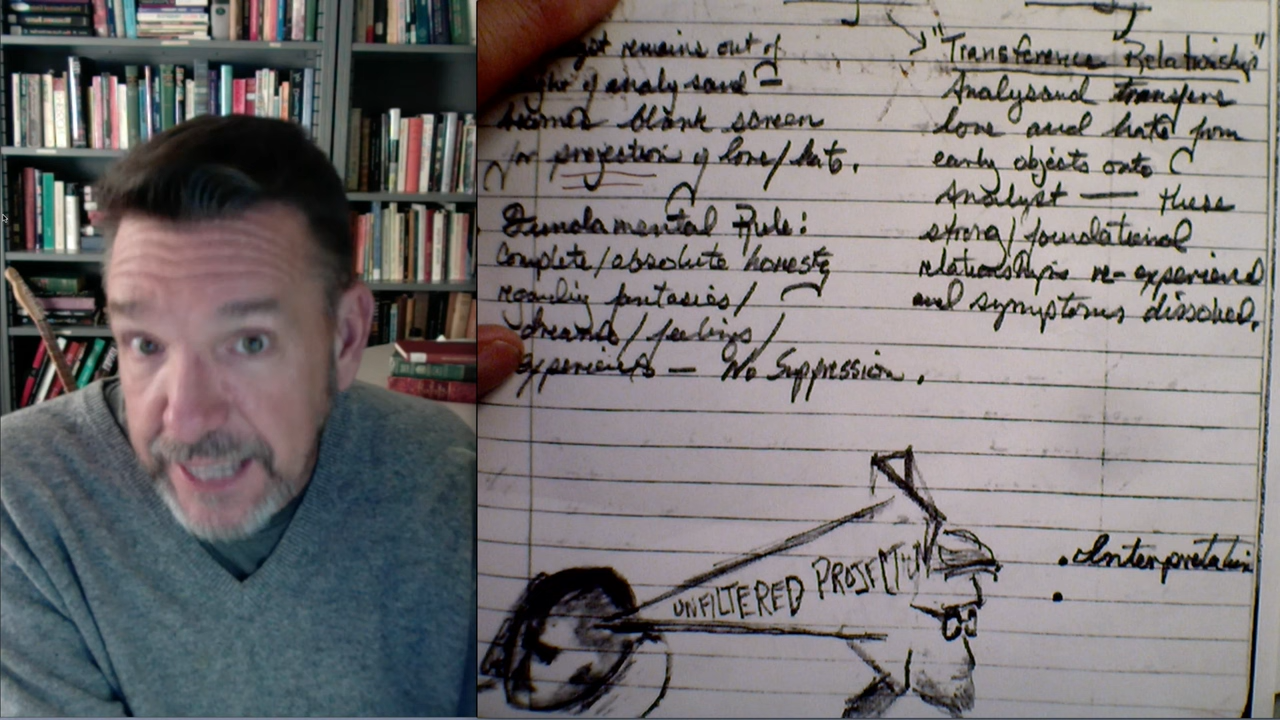 remains out of
of analysand
blank screen
for projection of love/hate.
Fundamental Rule:
Complete/absolute honesty
regarding fantasies/
dreams/feelings/
experiences — No Suppression.
"Transference Relationship"
Analysand transfers
love and hate from
early objects onto
analyst — these
strong/foundational
relationships re-experienced
and symptoms dissolved.
UNFILTERED PROJECTION
• Interpretation
•